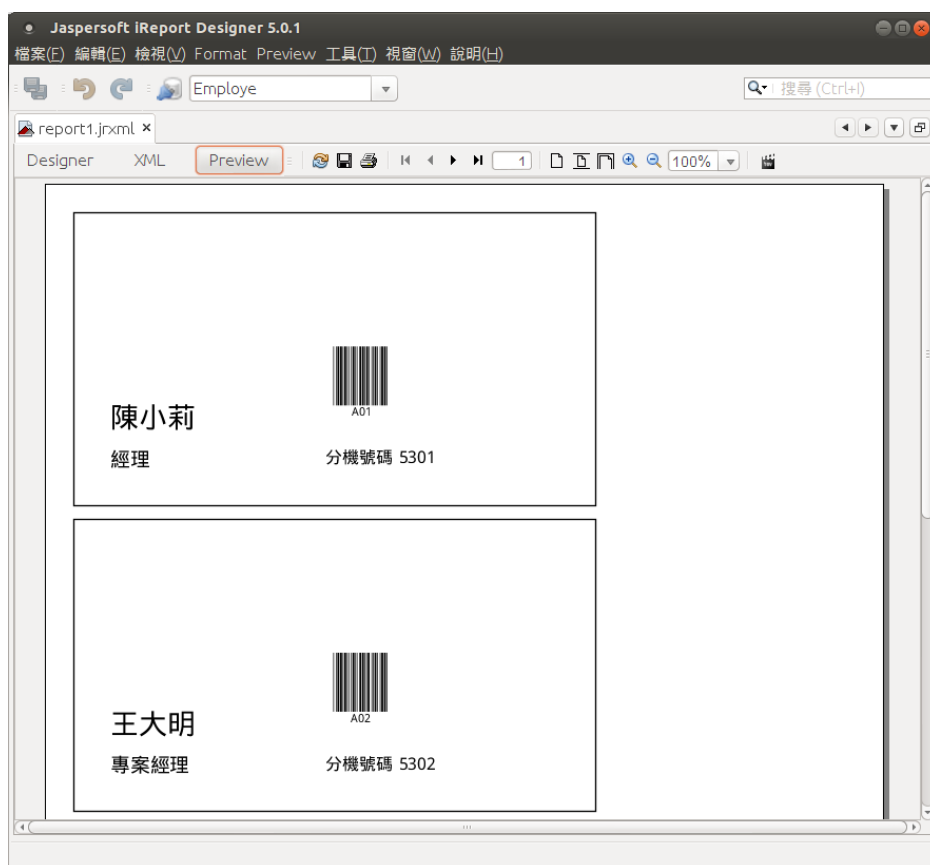 Jaspersoft iReport Designer 5.0.1
檔案(F) 編輯(E) 檢視(V) Format Preview 工具(T) 視窗(W) 說明(H)
Employe 搜尋 (Ctrl+I)
report1.jrxml
Designer XML Preview 1 100%
A01
陳小莉
經理 分機號碼 5301
A02
王大明
專案經理 分機號碼 5302